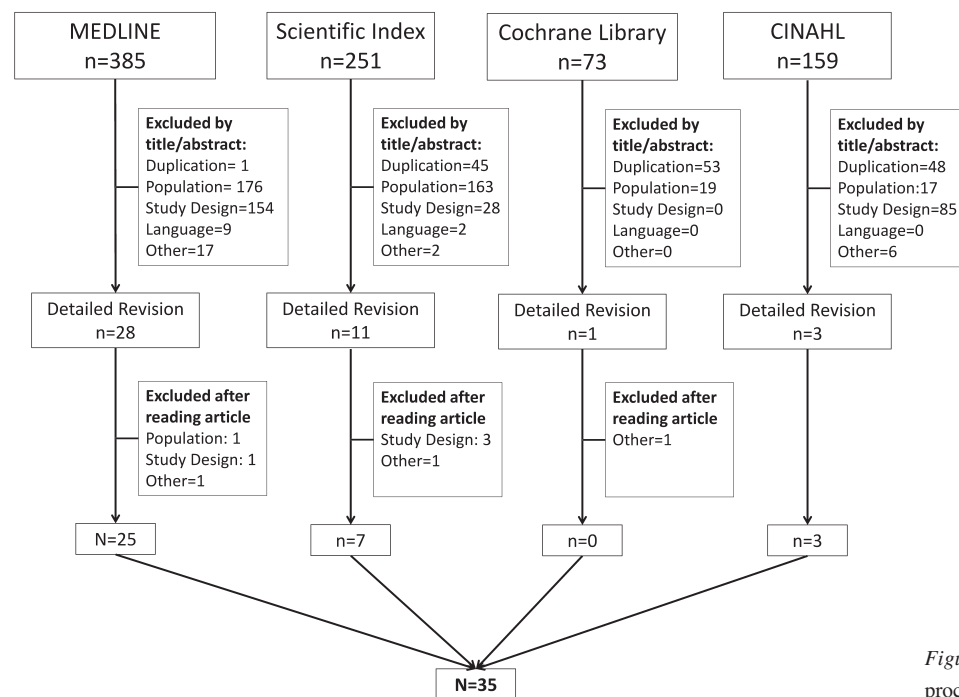 MEDLINE
n=385
Scientific Index
n=251
Cochrane Library
n=73
CINAHL
n=159
Excluded by
title/abstract:
Duplication= 1
Population= 176
Study Design=154
Language=9
Other=17
Excluded by
title/abstract:
Duplication=45
Population=163
Study Design=28
Language=2
Other=2
Excluded by
title/abstract:
Duplication=53
Population=19
Study Design=0
Language=0
Other=0
Excluded by
title/abstract:
Duplication=48
Population:17
Study Design=85
Language=0
Other=6
Detailed Revision
n=28
Detailed Revision
n=11
Detailed Revision
n=1
Detailed Revision
n=3
Excluded after
reading article
Population: 1
Study Design: 1
Other=1
Excluded after
reading article
Study Design: 3
Other=1
Excluded after
reading article
Other=1
N=25
n=7
n=0
n=3
N=35